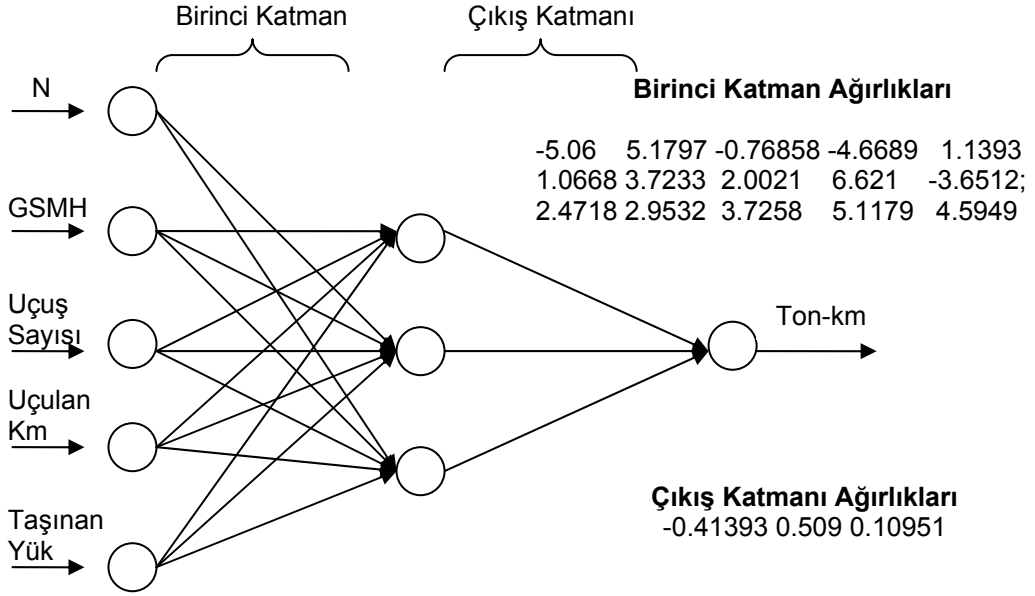 Birinci Katman
Çıkış Katmanı
Birinci Katman Ağırlıkları
-5.06 5.1797 -0.76858 -4.6689 1.1393
1.0668 3.7233 2.0021 6.621 -3.6512;
2.4718 2.9532 3.7258 5.1179 4.5949
N
GSMH
Uçuş
Sayısı
Uçulan
Km
Taşınan
Yük
Ton-km
Çıkış Katmanı Ağırlıkları
-0.41393 0.509 0.10951